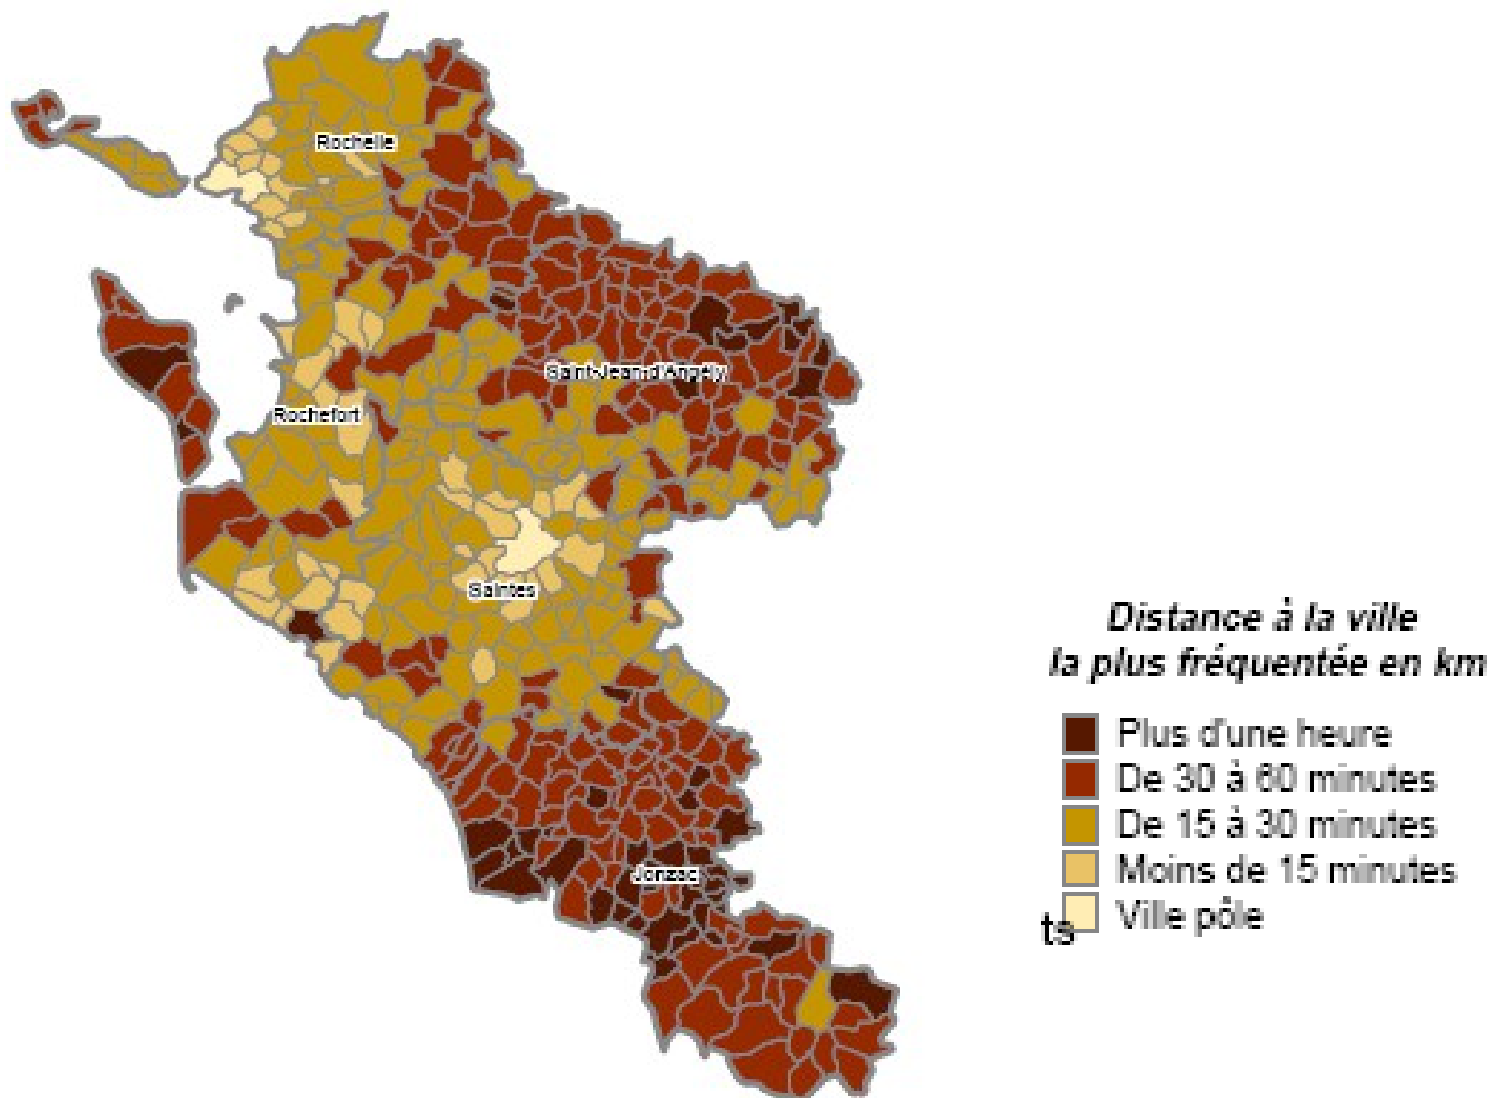 Rochelle
Saint-Jean-d'Angély
Rochefort
Saintes
Jonzac
Distance à la ville
la plus fréquentée en km
Plus d'une heure
De 30 à 60 minutes
De 15 à 30 minutes
Moins de 15 minutes
Ville pôle
ts